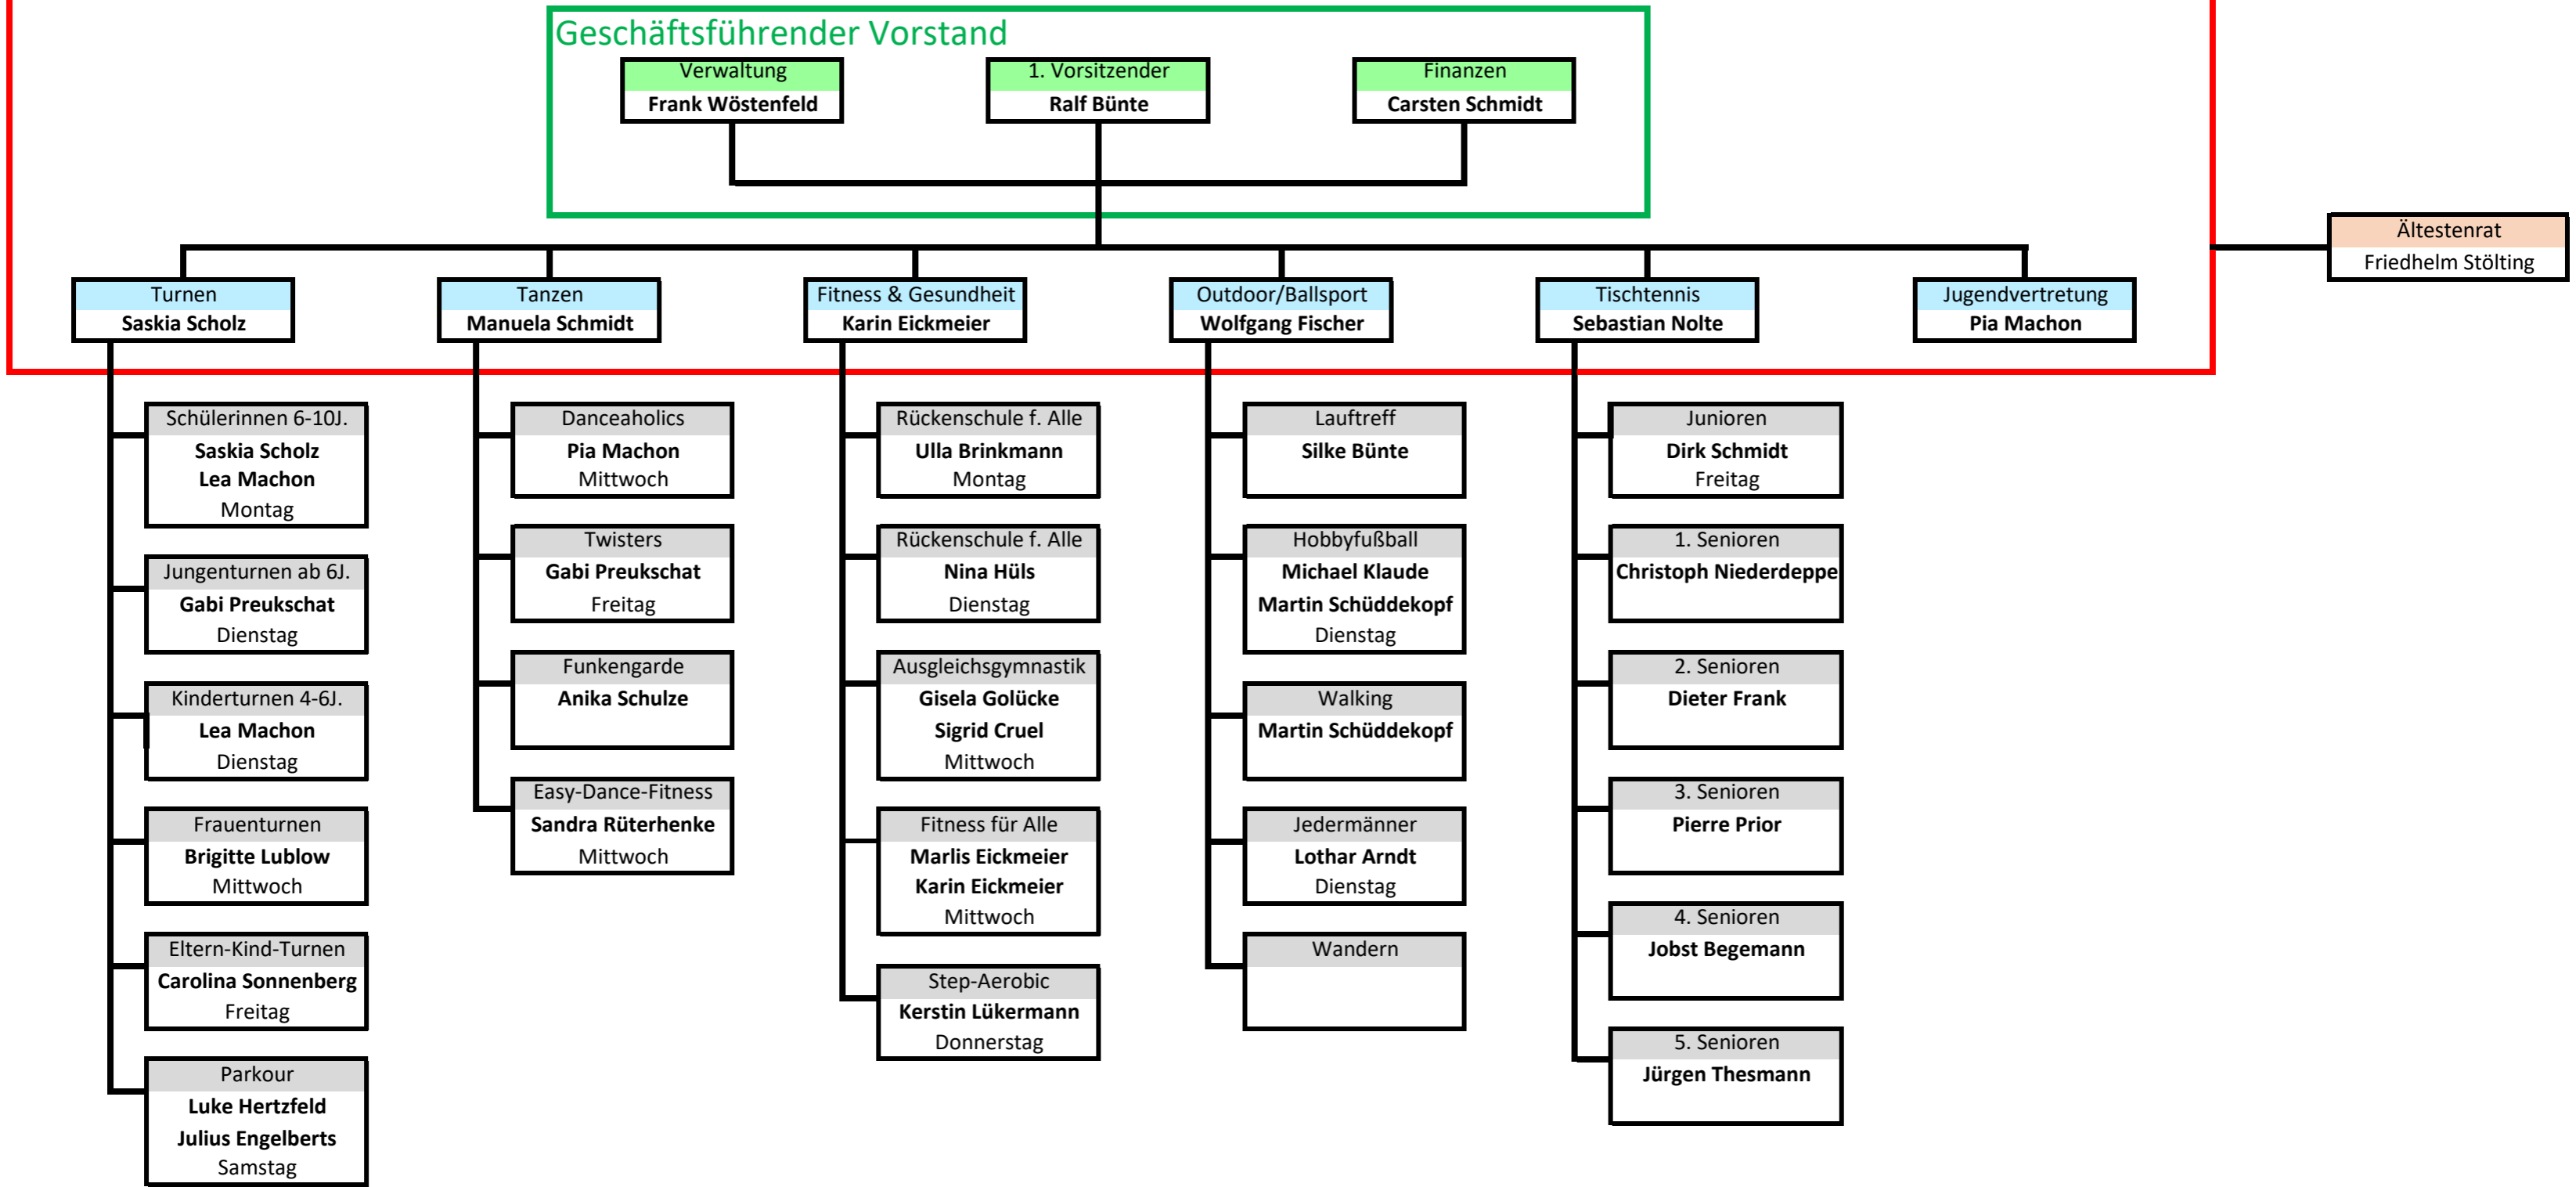 Geschäftsführender Vorstand
Verwaltung
Frank Wöstenfeld
1. Vorsitzender
Ralf Bünte
Finanzen
Carsten Schmidt
Ältestenrat
Friedhelm Stölting
Turnen
Saskia Scholz
Tanzen
Manuela Schmidt
Fitness & Gesundheit
Karin Eickmeier
Outdoor/Ballsport
Wolfgang Fischer
Tischtennis
Sebastian Nolte
Jugendvertretung
Pia Machon
Schülerinnen 6-10J.
Saskia Scholz
Lea Machon
Montag
Jungenturnen ab 6J.
Gabi Preukschat
Dienstag
Kinderturnen 4-6J.
Lea Machon
Dienstag
Frauenturnen
Brigitte Lublow
Mittwoch
Eltern-Kind-Turnen
Carolina Sonnenberg
Freitag
Parkour
Luke Hertzfeld
Julius Engelberts
Samstag
Danceaholics
Pia Machon
Mittwoch
Twisters
Gabi Preukschat
Freitag
Funkengarde
Anika Schulze
Easy-Dance-Fitness
Sandra Rüterhenke
Mittwoch
Rückenschule f. Alle
Ulla Brinkmann
Montag
Rückenschule f. Alle
Nina Hüls
Dienstag
Ausgleichsgymnastik
Gisela Golücke
Sigrid Cruel
Mittwoch
Fitness für Alle
Marlis Eickmeier
Karin Eickmeier
Mittwoch
Step-Aerobic
Kerstin Lükermann
Donnerstag
Lauftreff
Silke Bünte
Hobbyfußball
Michael Klaude
Martin Schüddekopf
Dienstag
Walking
Martin Schüddekopf
Jedermänner
Lothar Arndt
Dienstag
Wandern
Junioren
Dirk Schmidt
Freitag
1. Senioren
Christoph Niederdeppe
2. Senioren
Dieter Frank
3. Senioren
Pierre Prior
4. Senioren
Jobst Begemann
5. Senioren
Jürgen Thesmann